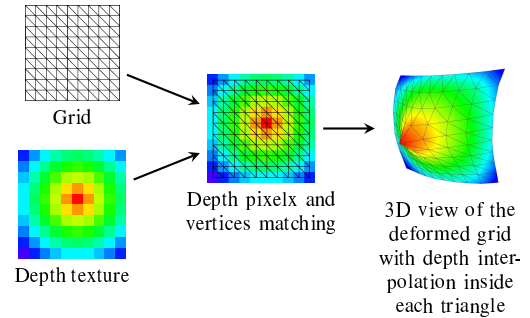 Grid
Depth texture
Depth pixelx and
vertices matching
3D view of the
deformed grid
with depth inter-
polation inside
each triangle